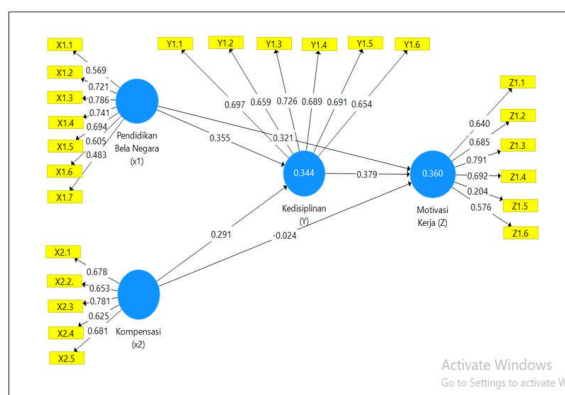 X1.1
X1.2
X1.3
X1.4
X1.5
X1.6
X1.7
0.569
0.721
0.786
0.741
0.694
0.605
0.483
Pendidikan
Bela Negara
(x1)
Y1.1
Y1.2
Y1.3
Y1.4
Y1.5
Y1.6
0.697
0.659
0.726
0.689
0.691
0.654
0.355
0.321
0.344
Kedisiplinan
(Y)
0.379
0.360
Motivasi
Kerja (Z)
Z1.1
Z1.2
Z1.3
Z1.4
Z1.5
Z1.6
0.640
0.685
0.791
0.692
0.204
0.576
0.291
-0.024
X2.1
X2.2.
X2.3
X2.4
X2.5
0.678
0.653
0.781
0.625
0.681
Kompensasi
(x2)
Activate Windows
Go to Settings to activate W